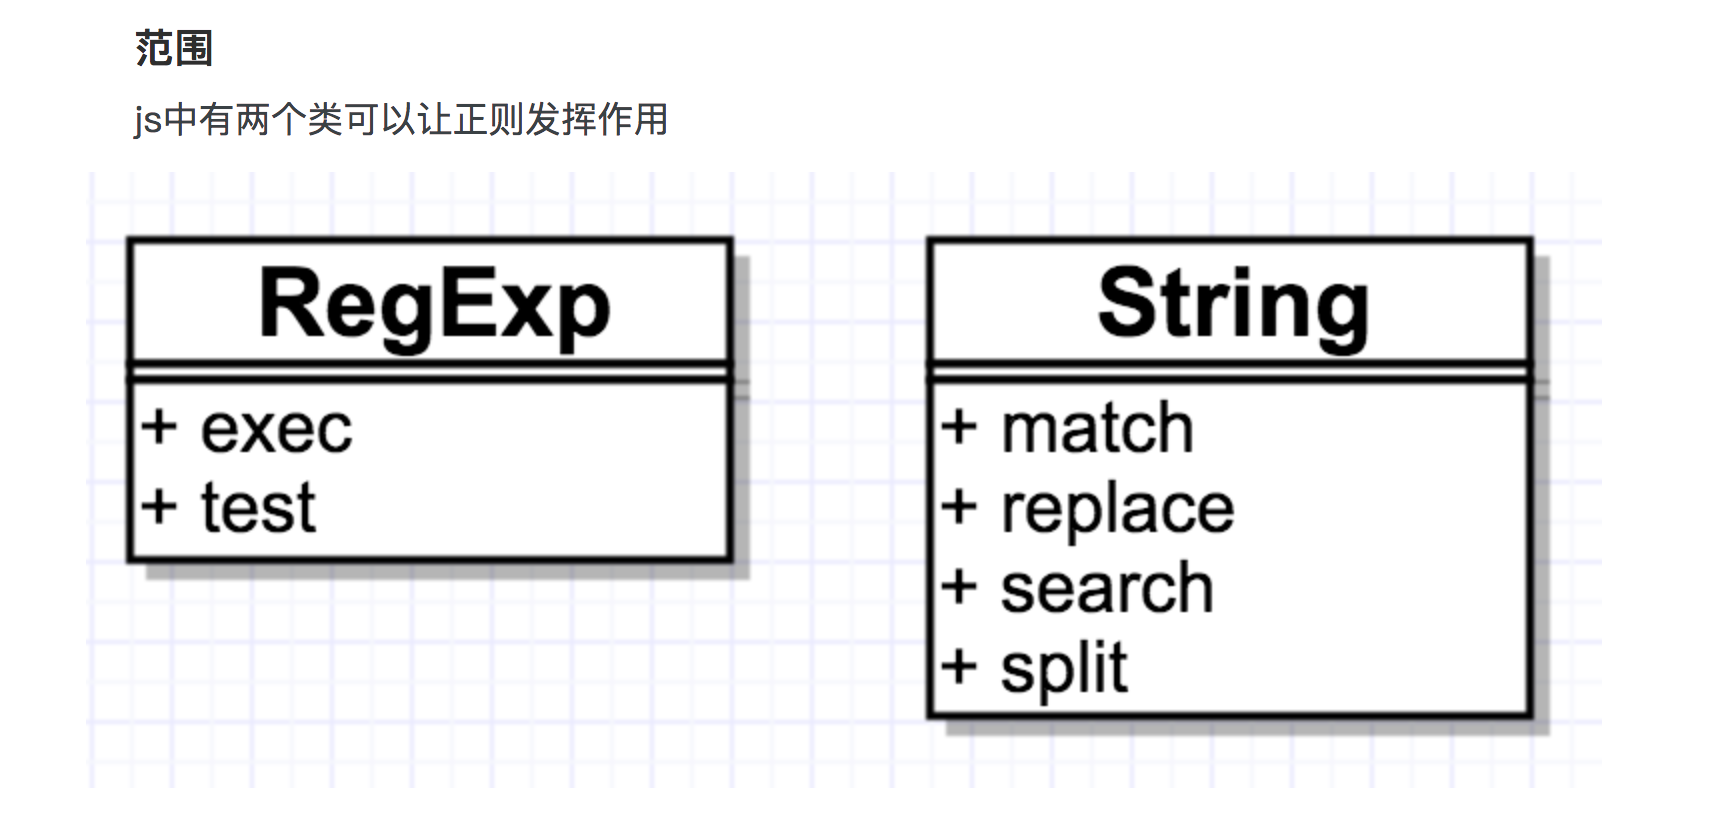 范围
js中有两个类可以让正则发挥作用
RegExp
+ exec
+ test
String
+ match
+ replace
+ search
+ split